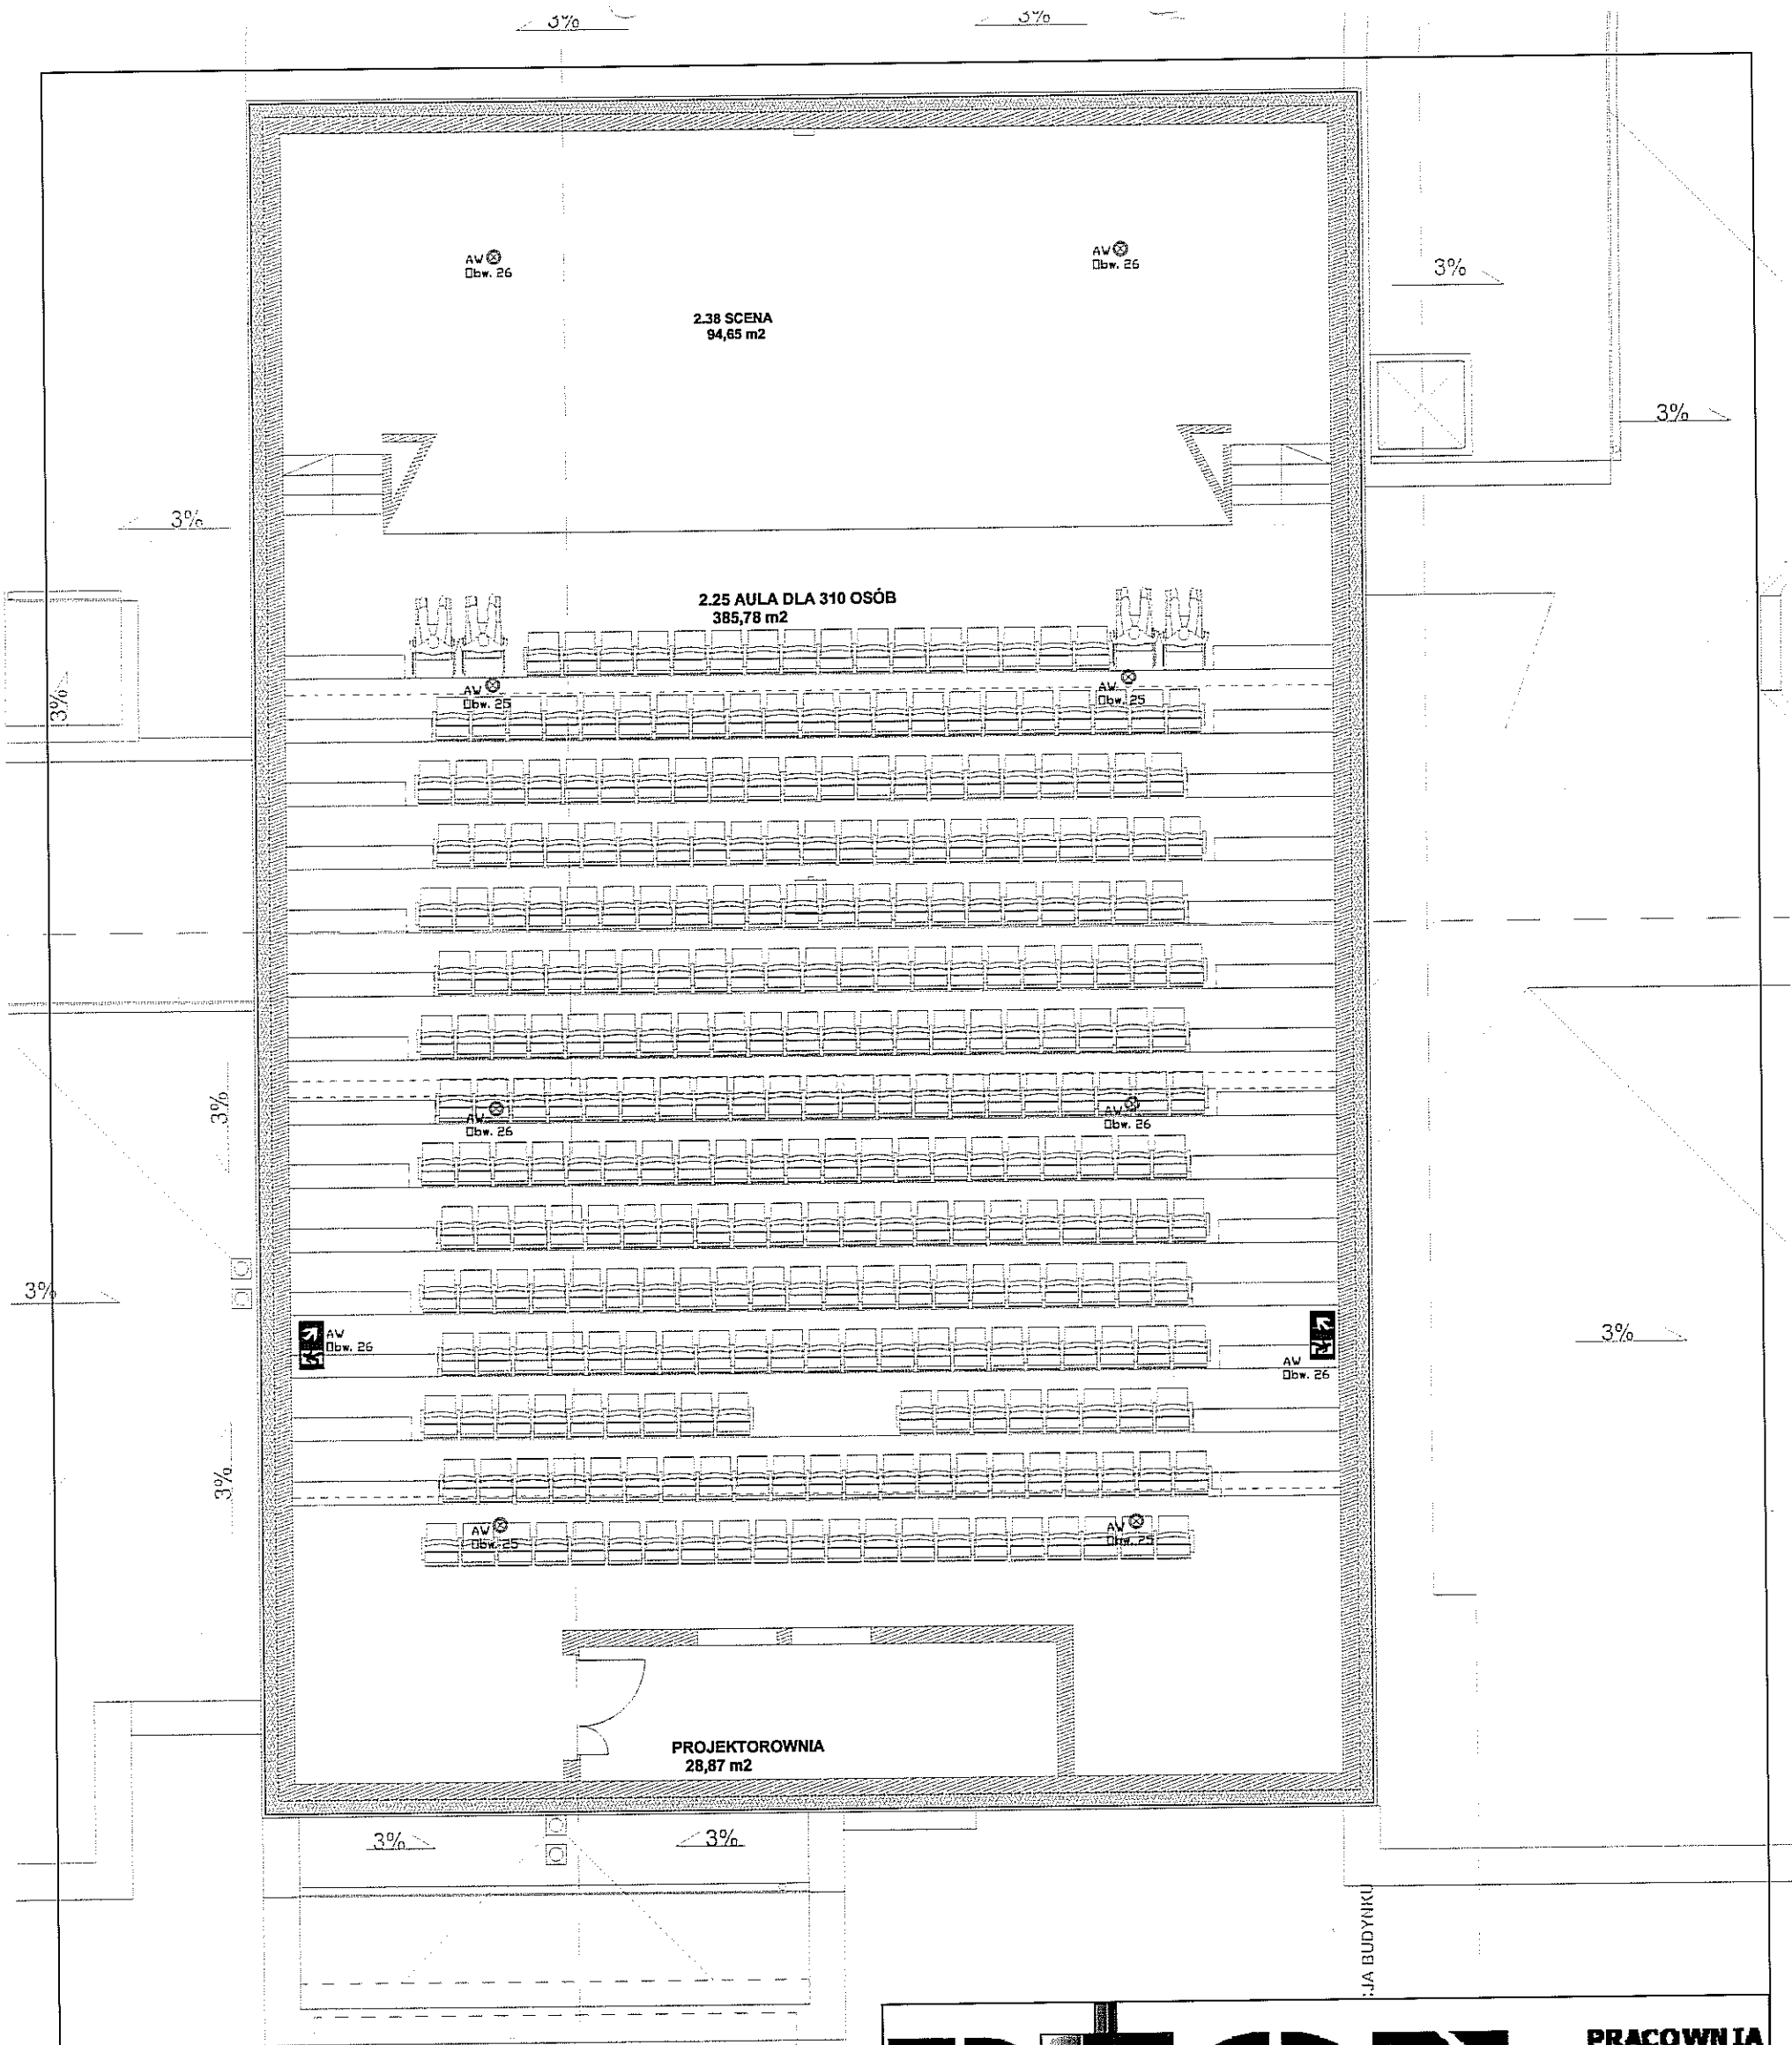 3%
3%
AW
Obw. 26
AW
Obw. 26
3%
2.38 SCENA
94,65 m2
3%
3%
2.25 AULA DLA 310 OSÓB
385,78 m2
3%
AW
Obw. 25
AW
Obw. 25
3%
AW
Obw. 26
AW
Obw. 26
3%
AW
Obw. 26
3%
AW
Obw. 26
3%
AW
Obw. 25
AW
Obw. 25
PROJEKTOROWNIA
28,87 m2
3%
3%
JA BUDYNKU
PRACOWNIA